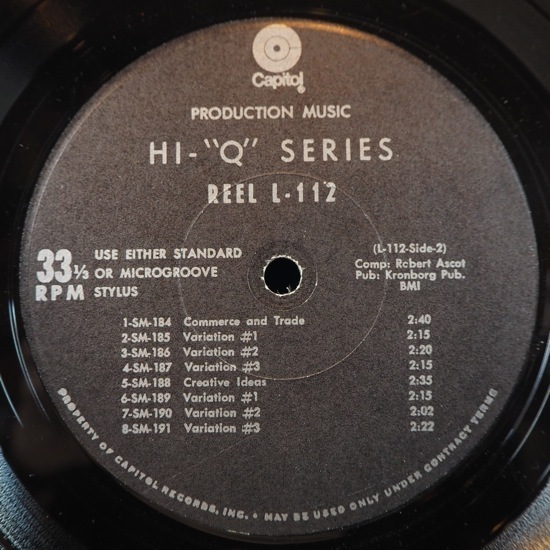 Capitol
PRODUCTION MUSIC
HI-"Q" SERIES
REEL L-112
33⅓ RPM
USE EITHER STANDARD
OR MICROGROOVE
STYLUS
(L-112-Side-2)
Comp: Robert Ascot
Pub: Kronborg Pub.
BMI
1-SM-184 Commerce and Trade 2:40
2-SM-185 Variation #1 2:15
3-SM-186 Variation #2 2:20
4-SM-187 Variation #3 2:15
5-SM-188 Creative Ideas 2:35
6-SM-189 Variation #1 2:15
7-SM-190 Variation #2 2:02
8-SM-191 Variation #3 2:22
PROPERTY OF CAPITOL RECORDS, INC. • MAY BE USED ONLY UNDER CONTRACT TERMS